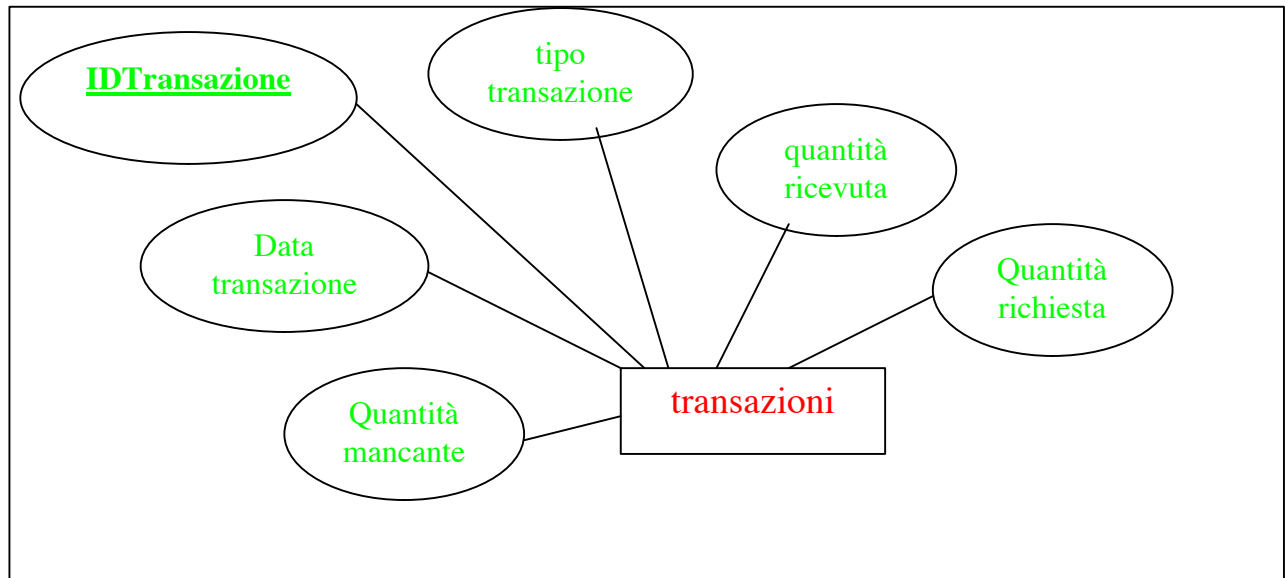 IDTransazione
tipo
transazione
quantità
ricevuta
Data
transazione
Quantità
richiesta
transazioni
Quantità
mancante